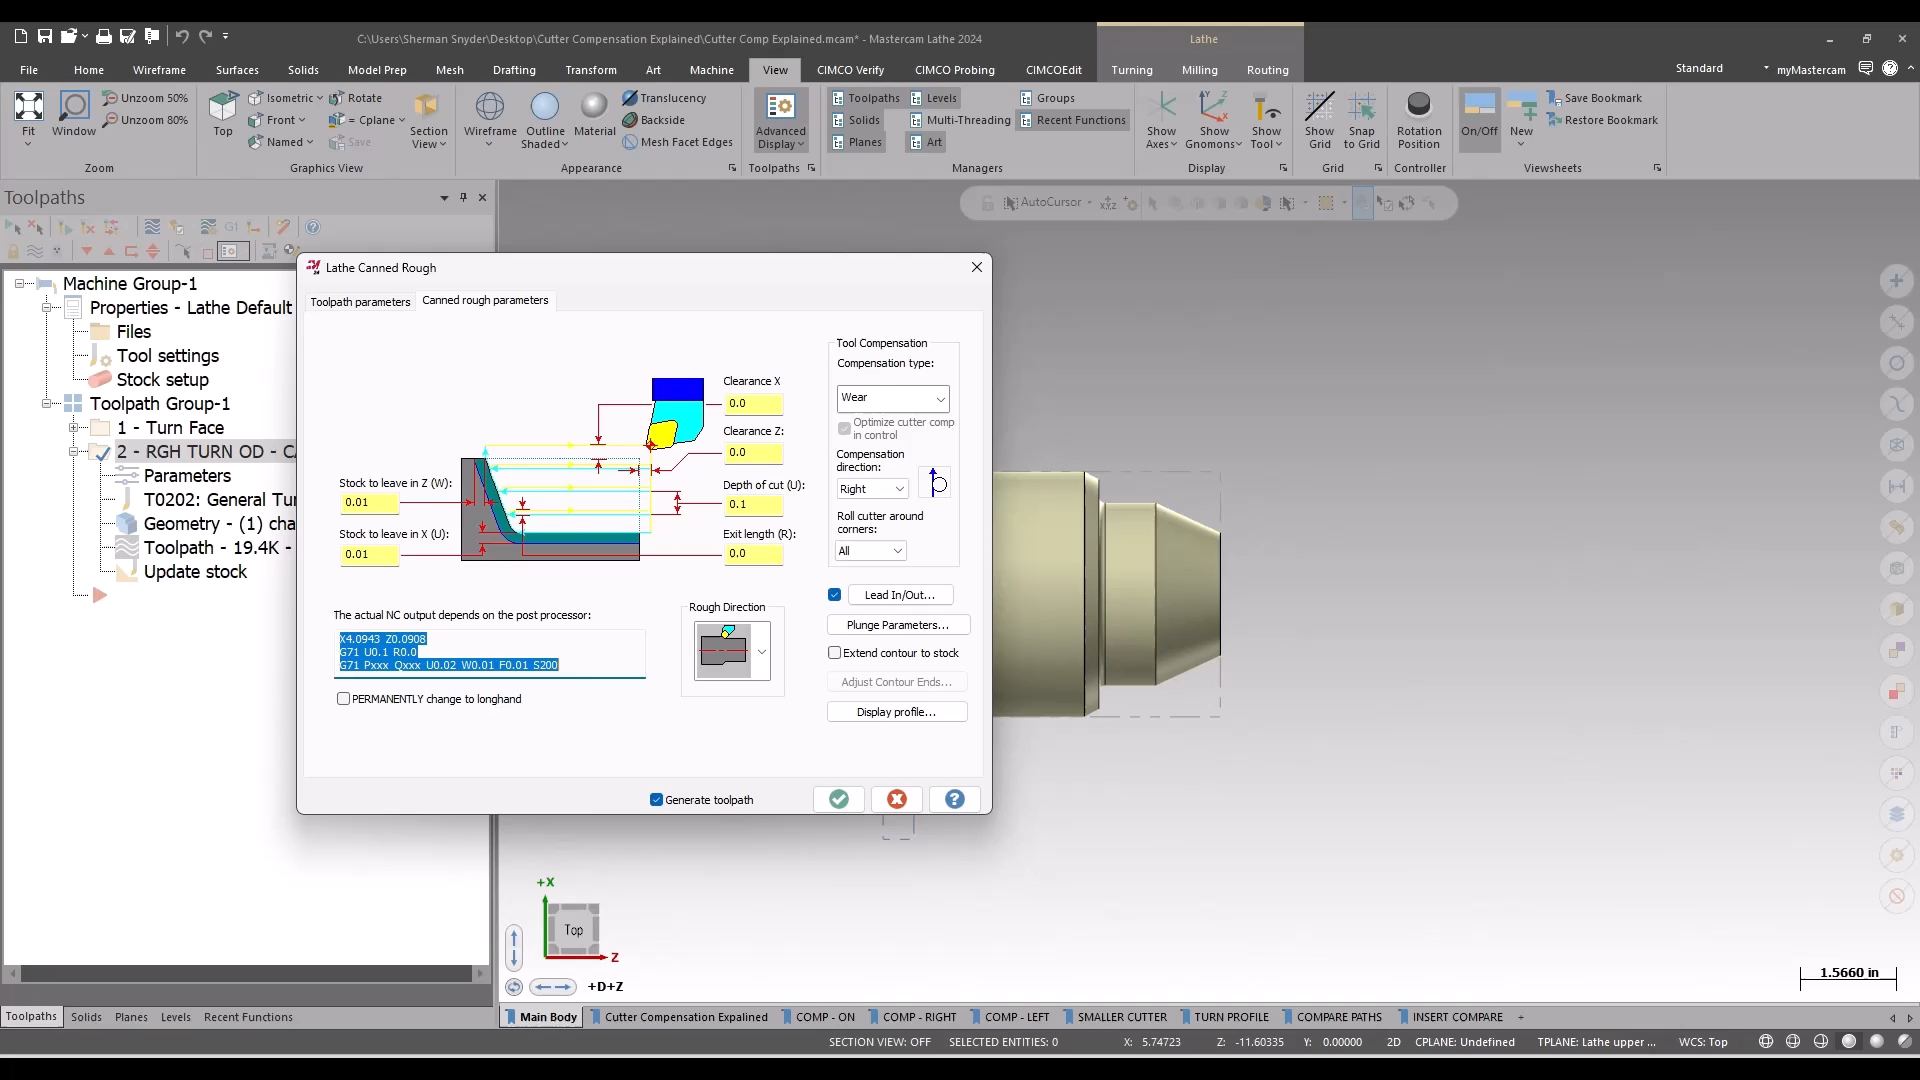 C:\Users\Sherman Snyder\Desktop\Cutter Compensation Explained\Cutter Comp Explained.mcam* - Mastercam Lathe 2024
Lathe
File Home Wireframe Surfaces Solids Model Prep Mesh Drafting Transform Art Machine View CIMCO Verify CIMCO Probing CIMCOEdit Turning Milling Routing
Standard
myMastercam
Fit
Window
Unzoom 50%
Unzoom 80%
Zoom
Top
Isometric
Front
Named
Rotate
= Cplane
Save
Section
View
Graphics View
Wireframe
Outline
Shaded
Material
Translucency
Backside
Mesh Facet Edges
Appearance
Advanced
Display
Toolpaths
Toolpaths
Solids
Planes
Levels
Multi-Threading
Art
Groups
Recent Functions
Managers
Show
Axes
Show
Gnomons
Show
Tool
Display
Show
Grid
Snap
to Grid
Grid
Rotation
Position
Controller
On/Off
New
Save Bookmark
Restore Bookmark
Viewsheets
Toolpaths
G1
AutoCursor
Machine Group-1
Properties - Lathe Default
Files
Tool settings
Stock setup
Toolpath Group-1
1 - Turn Face
2 - RGH TURN OD - CA
Parameters
T0202: General Tur
Geometry - (1) cha
Toolpath - 19.4K -
Update stock
Lathe Canned Rough
Toolpath parameters
Canned rough parameters
Clearance X
0.0
Clearance Z:
0.0
Depth of cut (U):
0.1
Exit length (R):
0.0
Stock to leave in Z (W):
0.01
Stock to leave in X (U):
0.01
Tool Compensation
Compensation type:
Wear
Optimize cutter comp
in control
Compensation
direction:
Right
Roll cutter around
corners:
All
The actual NC output depends on the post processor:
X4.0943 Z0.0908
G71 U0.1 R0.0
G71 Pxxx Qxxx U0.02 W0.01 F0.01 S200
PERMANENTLY change to longhand
Rough Direction
Lead In/Out...
Plunge Parameters...
Extend contour to stock
Adjust Contour Ends...
Display profile...
Generate toolpath
+X
Top
Z
+D+Z
1.5660 in
Toolpaths Solids Planes Levels Recent Functions
Main Body Cutter Compensation Expalined COMP - ON COMP - RIGHT COMP - LEFT SMALLER CUTTER TURN PROFILE COMPARE PATHS INSERT COMPARE +
SECTION VIEW: OFF SELECTED ENTITIES: 0 X: 5.74723 Z: -11.60335 Y: 0.00000 2D CPLANE: Undefined TPLANE: Lathe upper ... WCS: Top